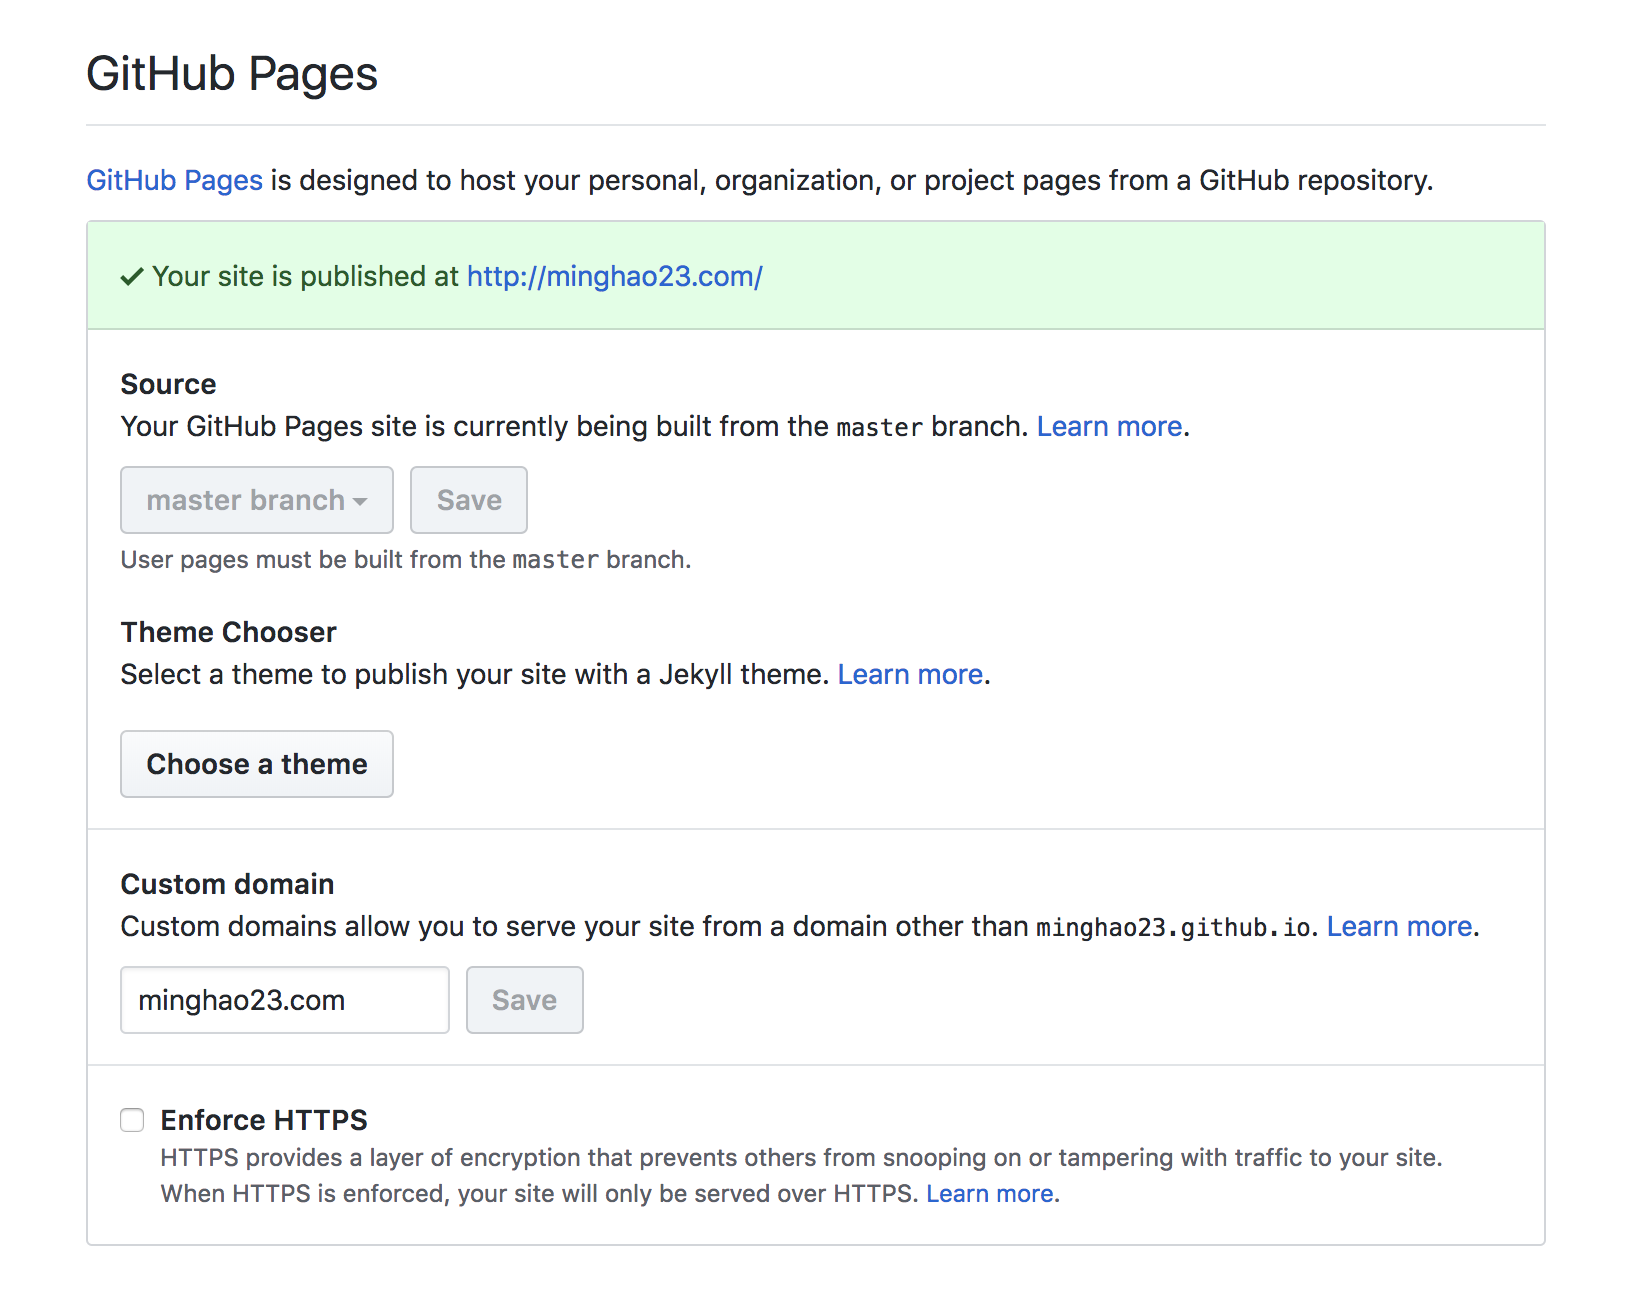 GitHub Pages
GitHub Pages is designed to host your personal, organization, or project pages from a GitHub repository.
Your site is published at http://minghao23.com/
Source
Your GitHub Pages site is currently being built from the master branch. Learn more.
master branch Save
User pages must be built from the master branch.
Theme Chooser
Select a theme to publish your site with a Jekyll theme. Learn more.
Choose a theme
Custom domain
Custom domains allow you to serve your site from a domain other than minghao23.github.io. Learn more.
minghao23.com Save
Enforce HTTPS
HTTPS provides a layer of encryption that prevents others from snooping on or tampering with traffic to your site.
When HTTPS is enforced, your site will only be served over HTTPS. Learn more.